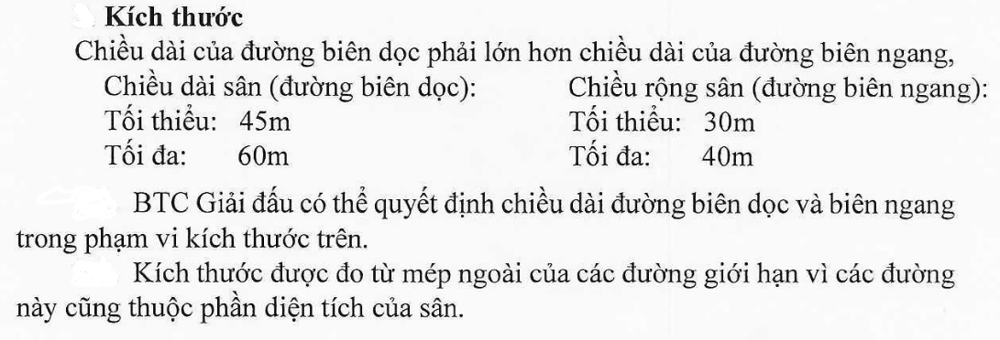 Kích thước
Chiều dài của đường biên dọc phải lớn hơn chiều dài của đường biên ngang,
Chiều dài sân (đường biên dọc): Chiều rộng sân (đường biên ngang):
Tối thiểu: 45m Tối thiểu: 30m
Tối đa: 60m Tối đa: 40m
BTC Giải đấu có thể quyết định chiều dài đường biên dọc và biên ngang
trong phạm vi kích thước trên.
Kích thước được đo từ mép ngoài của các đường giới hạn vì các đường
này cũng thuộc phần diện tích của sân.